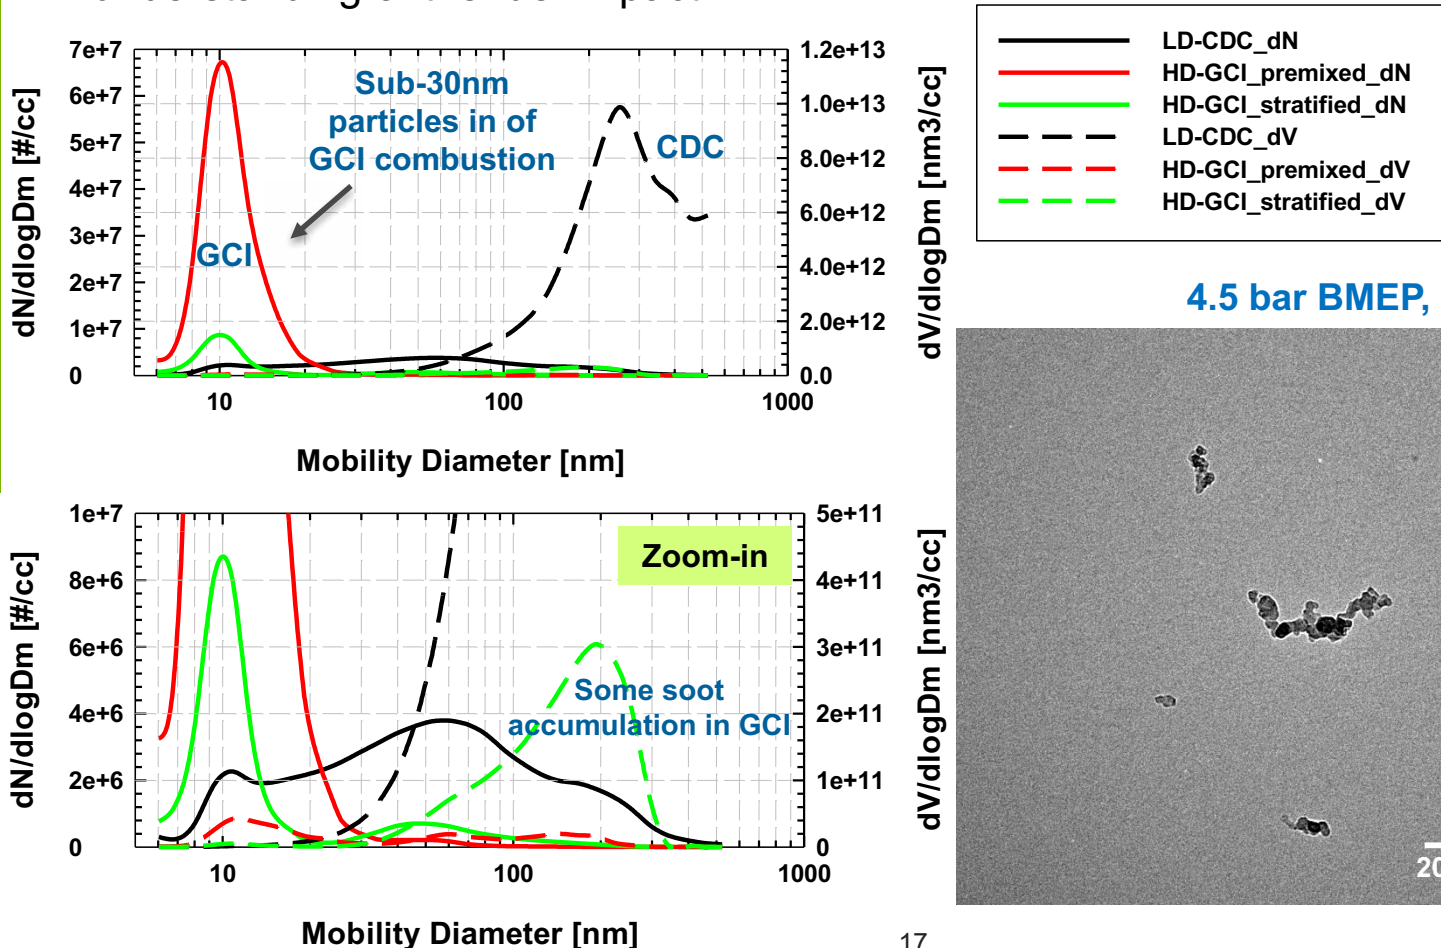 7e+7
6e+7
5e+7
4e+7
3e+7
2e+7
1e+7
0
dN/dlogDm [#/cc]
1.2e+13
1.0e+13
8.0e+12
6.0e+12
4.0e+12
2.0e+12
0.0
dV/dlogDm [nm3/cc]
Sub-30nm
particles in of
GCI combustion
CDC
GCI
10
100
1000
Mobility Diameter [nm]
LD-CDC_dN
HD-GCI_premixed_dN
HD-GCI_stratified_dN
LD-CDC_dV
HD-GCI_premixed_dV
HD-GCI_stratified_dV
4.5 bar BMEP,
1e+7
8e+6
6e+6
4e+6
2e+6
0
dN/dlogDm [#/cc]
5e+11
4e+11
3e+11
2e+11
1e+11
0
dV/dlogDm [nm3/cc]
Zoom-in
Some soot
accumulation in GCI
10
100
1000
Mobility Diameter [nm]
20
17